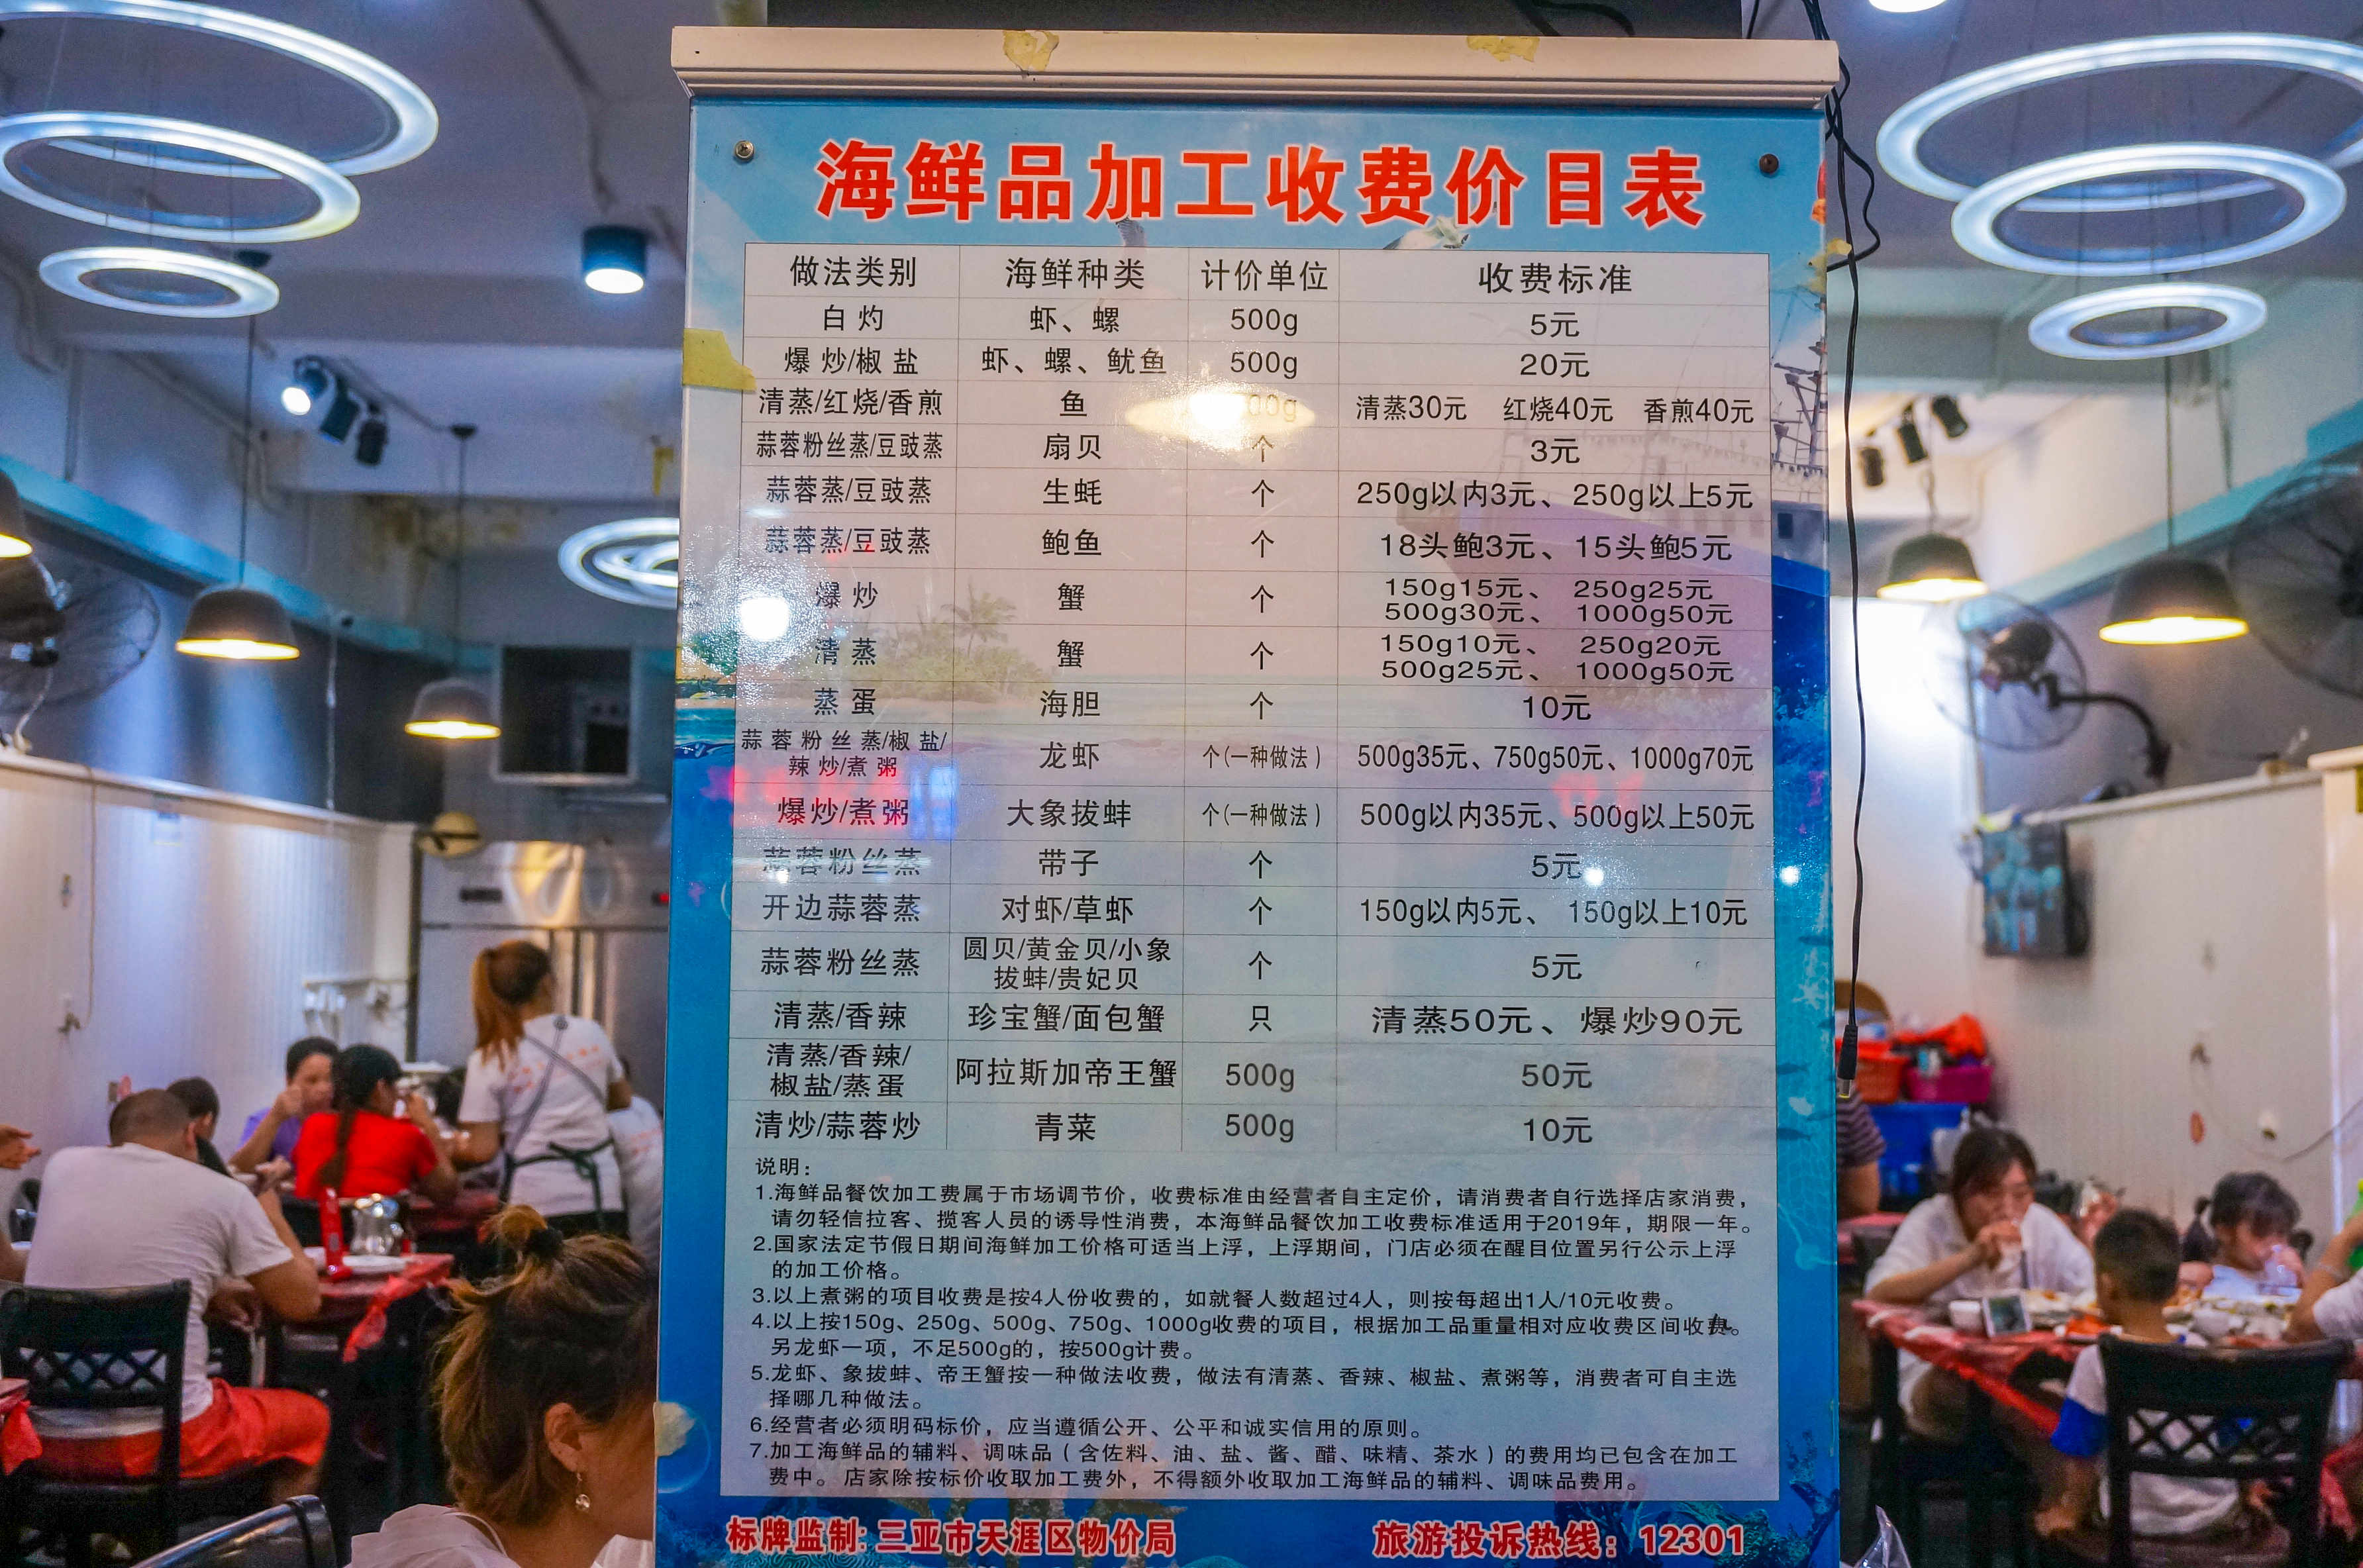 海鲜品加工收费价目表
做法类别 海鲜种类 计价单位 收费标准
白灼 虾、螺 500g 5元
爆炒/椒盐 虾、螺、鱿鱼 500g 20元
清蒸/红烧/香煎 鱼 500g 清蒸30元 红烧40元 香煎40元
蒜蓉粉丝蒸/豆豉蒸 扇贝 个 3元
蒜蓉蒸/豆豉蒸 生蚝 个 250g以内3元、250g以上5元
蒜蓉蒸/豆豉蒸 鲍鱼 个 18头鲍3元、15头鲍5元
爆炒 蟹 个 150g15元、 250g25元
500g30元、 1000g50元
清蒸 蟹 个 150g10元、 250g20元
500g25元、 1000g50元
蒸蛋 海胆 个 10元
蒜蓉粉丝蒸/椒盐/
辣炒/煮粥 龙虾 个(一种做法) 500g35元、750g50元、1000g70元
爆炒/煮粥 大象拔蚌 个(一种做法) 500g以内35元、500g以上50元
蒜蓉粉丝蒸 带子 个 5元
开边蒜蓉蒸 对虾/草虾 个 150g以内5元、 150g以上10元
蒜蓉粉丝蒸 圆贝/黄金贝/小象
拔蚌/贵妃贝 个 5元
清蒸/香辣 珍宝蟹/面包蟹 只 清蒸50元、爆炒90元
清蒸/香辣/
椒盐/蒸蛋 阿拉斯加帝王蟹 500g 50元
清炒/蒜蓉炒 青菜 500g 10元
说明:
1.海鲜品餐饮加工费属于市场调节价，收费标准由经营者自主定价，请消费者自行选择店家消费，
请勿轻信拉客、揽客人员的诱导性消费，本海鲜品餐饮加工收费标准适用于2019年，期限一年。
2.国家法定节假日期间海鲜加工价格可适当上浮，上浮期间，门店必须在醒目位置另行公示上浮
的加工价格。
3.以上煮粥的项目收费是按4人份收费的，如就餐人数超过4人，则按每超出1人/10元收费。
4.以上按150g、250g、500g、750g、1000g收费的项目，根据加工品重量相对应收费区间收费。
另龙虾一项，不足500g的，按500g计费。
5.龙虾、象拔蚌、帝王蟹按一种做法收费，做法有清蒸、香辣、椒盐、煮粥等，消费者可自主选
择哪几种做法。
6.经营者必须明码标价，应当遵循公开、公平和诚实信用的原则。
7.加工海鲜品的辅料、调味品（含佐料、油、盐、酱、醋、味精、茶水）的费用均已包含在加工
费中。店家除按标价收取加工费外，不得额外收取加工海鲜品的辅料、调味品费用。
标牌监制:三亚市天涯区物价局 旅游投诉热线：12301